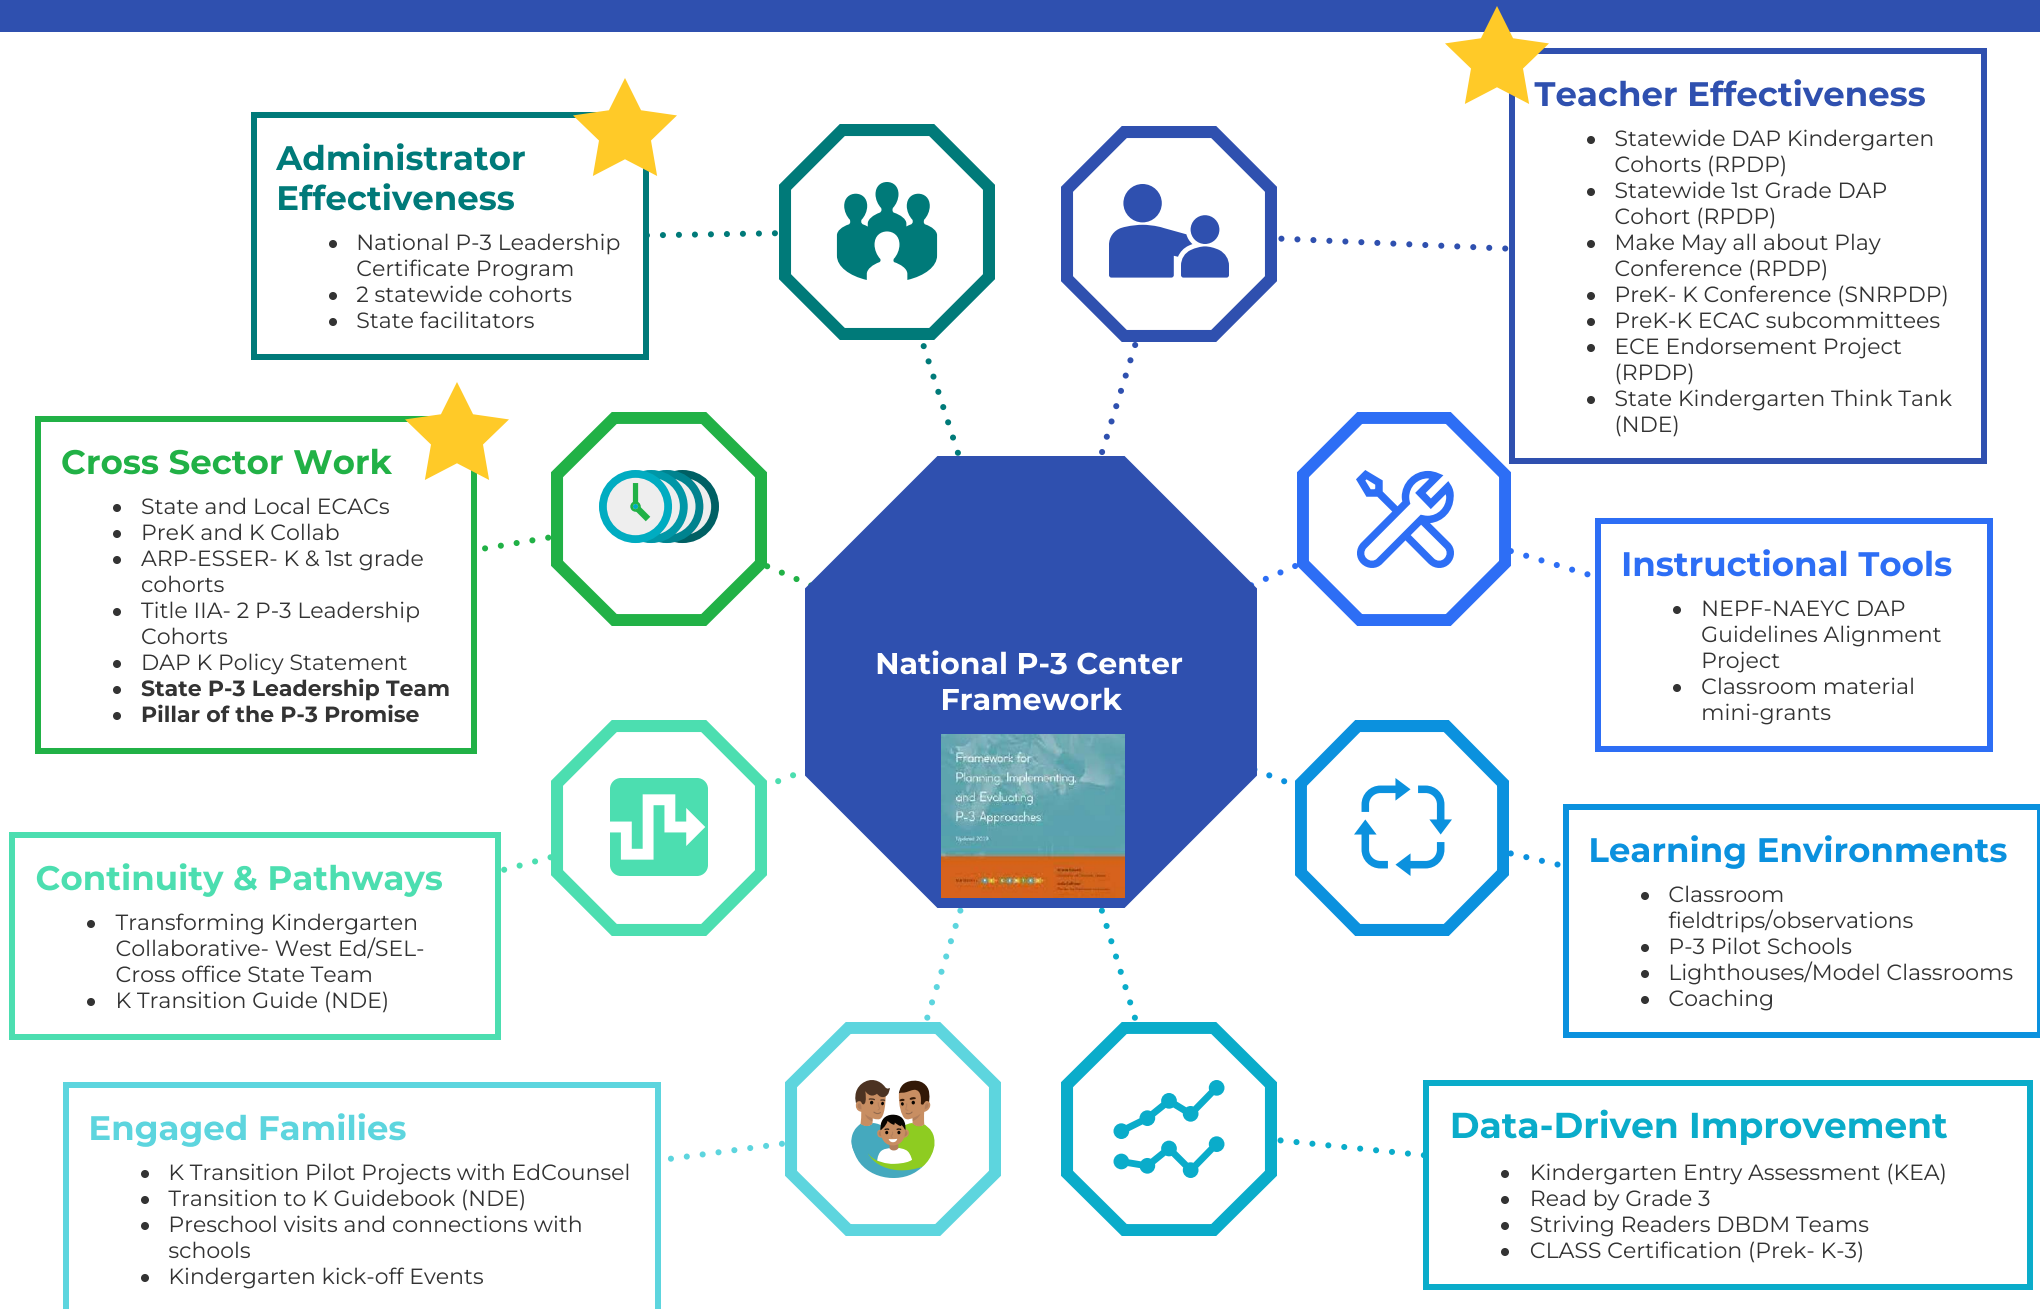 Administrator
Effectiveness
National P-3 Leadership
Certificate Program
2 statewide cohorts
State facilitators
Teacher Effectiveness
Statewide DAP Kindergarten
Cohorts (RPDP)
Statewide 1st Grade DAP
Cohort (RPDP)
Make May all about Play
Conference (RPDP)
PreK- K Conference (SNRPDP)
PreK-K ECAC subcommittees
ECE Endorsement Project
(RPDP)
State Kindergarten Think Tank
(NDE)
Cross Sector Work
State and Local ECACs
PreK and K Collab
ARP-ESSER- K & 1st grade
cohorts
Title IIA- 2 P-3 Leadership
Cohorts
DAP K Policy Statement
State P-3 Leadership Team
Pillar of the P-3 Promise
Instructional Tools
NEPF-NAEYC DAP
Guidelines Alignment
Project
Classroom material
mini-grants
National P-3 Center
Framework
Framework for
Planning, Implementing,
and Evaluating
P-3 Approaches
Continuity & Pathways
Transforming Kindergarten
Collaborative- West Ed/SEL-
Cross office State Team
K Transition Guide (NDE)
Learning Environments
Classroom
fieldtrips/observations
P-3 Pilot Schools
Lighthouses/Model Classrooms
Coaching
Engaged Families
K Transition Pilot Projects with EdCounsel
Transition to K Guidebook (NDE)
Preschool visits and connections with
schools
Kindergarten kick-off Events
Data-Driven Improvement
Kindergarten Entry Assessment (KEA)
Read by Grade 3
Striving Readers DBDM Teams
CLASS Certification (Prek- K-3)